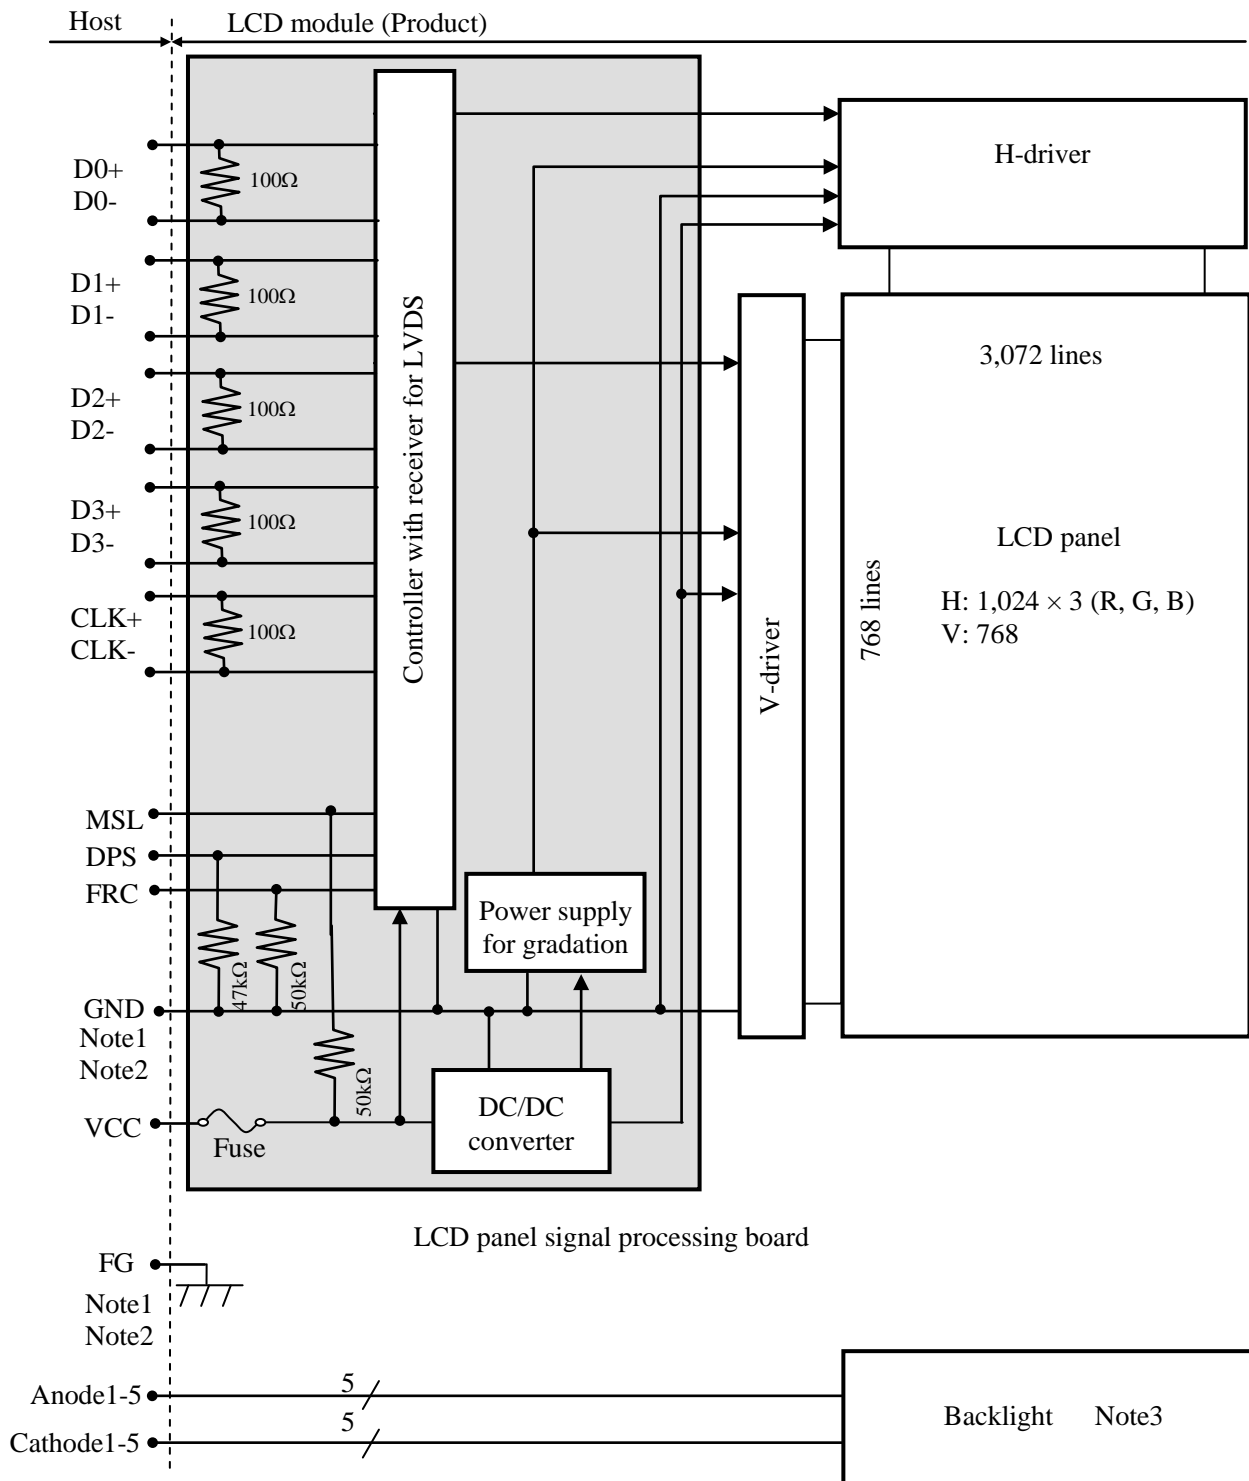 Host
LCD module (Product)
D0+
D0-
100Ω
D1+
D1-
100Ω
D2+
D2-
100Ω
D3+
D3-
100Ω
CLK+
CLK-
100Ω
MSL
DPS
FRC
47kΩ
50kΩ
GND
Note1
Note2
50kΩ
VCC
Fuse
Controller with receiver for LVDS
Power supply
for gradation
DC/DC
converter
H-driver
V-driver
3,072 lines
768 lines
LCD panel
H: 1,024 × 3 (R, G, B)
V: 768
LCD panel signal processing board
FG
Note1
Note2
Anode1-5
5
Cathode1-5
5
Backlight Note3